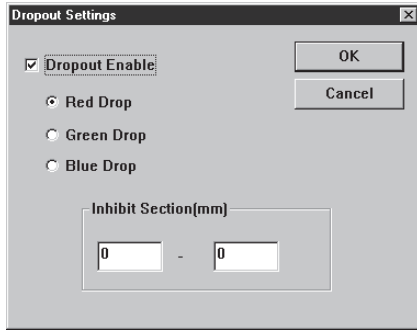 Dropout Settings
Dropout Enable
OK
Cancel
Red Drop
Green Drop
Blue Drop
Inhibit Section(mm)
0 - 0